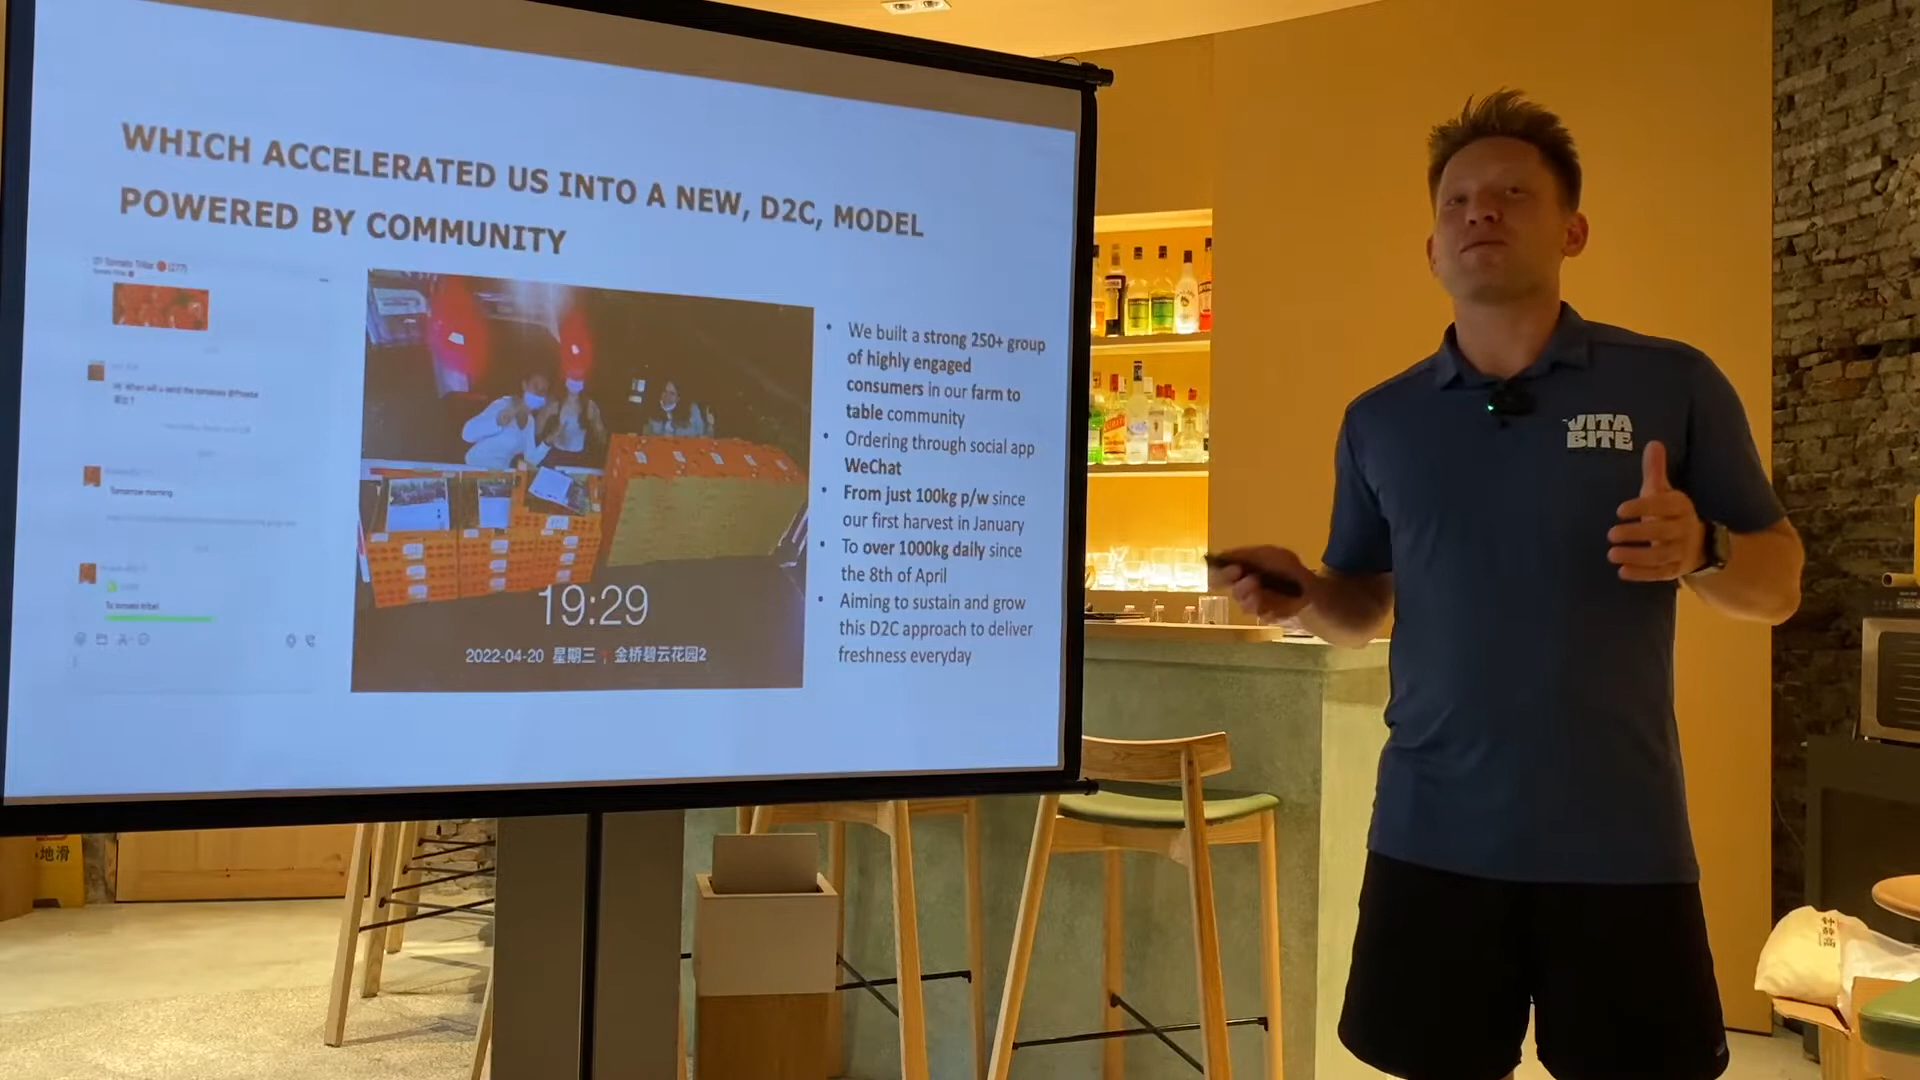 WHICH ACCELERATED US INTO A NEW, D2C, MODEL
POWERED BY COMMUNITY
Tomorrow morning
19:29
2022-04-20 星期三 金桥碧云花园2
• We built a strong 250+ group
of highly engaged
consumers in our farm to
table community
• Ordering through social app
WeChat
• From just 100kg p/w since
our first harvest in January
• To over 1000kg daily since
the 8th of April
• Aiming to sustain and grow
this D2C approach to deliver
freshness everyday
VITA
BITE
地滑